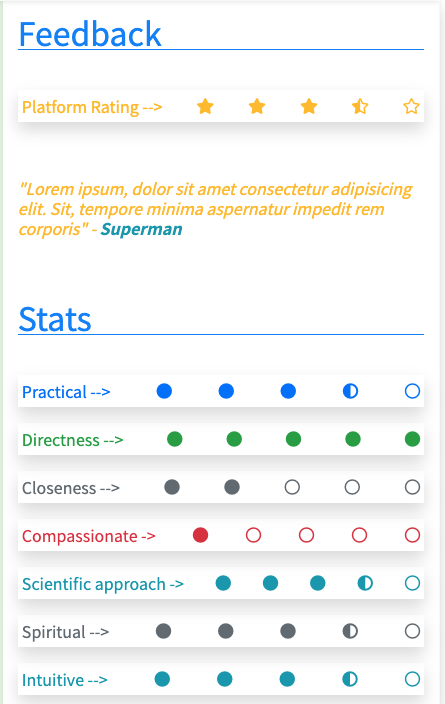 Feedback
Platform Rating -->
"Lorem ipsum, dolor sit amet consectetur adipisicing
elit. Sit, tempore minima aspernatur impedit rem
corporis" - Superman
Stats
Practical -->
Directness -->
Closeness -->
Compassionate ->
Scientific approach ->
Spiritual -->
Intuitive -->